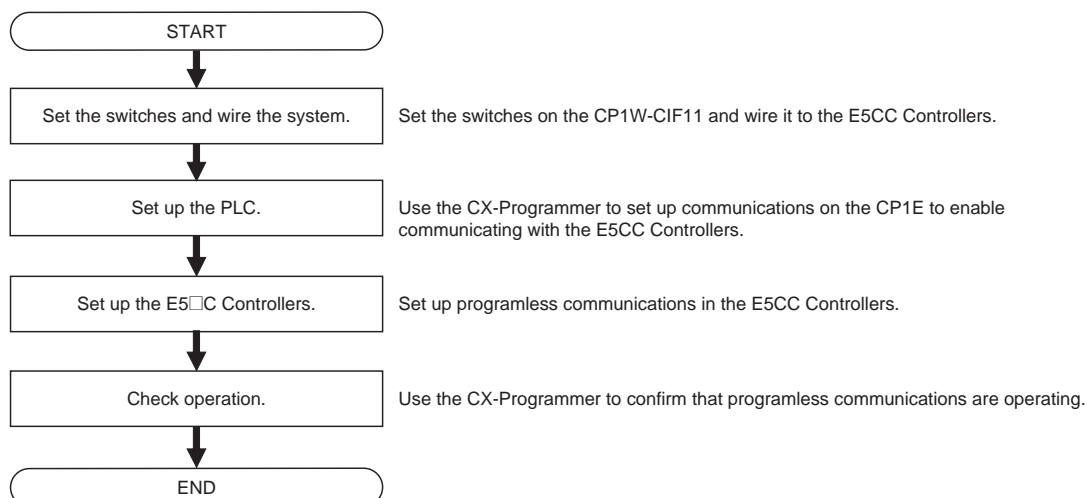 START
Set the switches and wire the system.
Set the switches on the CP1W-CIF11 and wire it to the E5CC Controllers.
Set up the PLC.
Use the CX-Programmer to set up communications on the CP1E to enable
communicating with the E5CC Controllers.
Set up the E5□C Controllers.
Set up programless communications in the E5CC Controllers.
Check operation.
Use the CX-Programmer to confirm that programless communications are operating.
END